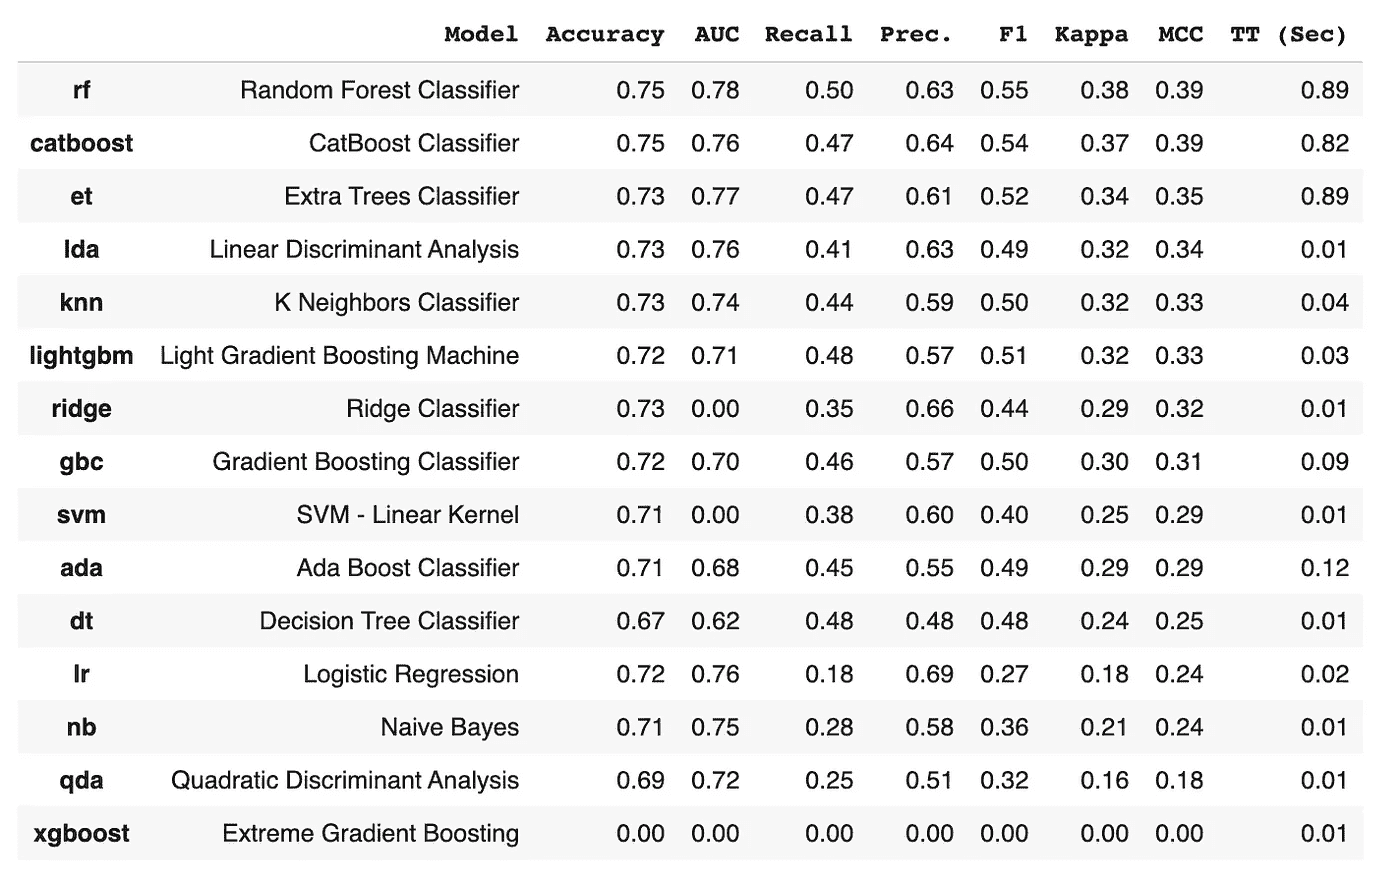 Model Accuracy AUC Recall Prec. F1 Kappa MCC TT (Sec)
rf Random Forest Classifier 0.75 0.78 0.50 0.63 0.55 0.38 0.39 0.89
catboost CatBoost Classifier 0.75 0.76 0.47 0.64 0.54 0.37 0.39 0.82
et Extra Trees Classifier 0.73 0.77 0.47 0.61 0.52 0.34 0.35 0.89
lda Linear Discriminant Analysis 0.73 0.76 0.41 0.63 0.49 0.32 0.34 0.01
knn K Neighbors Classifier 0.73 0.74 0.44 0.59 0.50 0.32 0.33 0.04
lightgbm Light Gradient Boosting Machine 0.72 0.71 0.48 0.57 0.51 0.32 0.33 0.03
ridge Ridge Classifier 0.73 0.00 0.35 0.66 0.44 0.29 0.32 0.01
gbc Gradient Boosting Classifier 0.72 0.70 0.46 0.57 0.50 0.30 0.31 0.09
svm SVM - Linear Kernel 0.71 0.00 0.38 0.60 0.40 0.25 0.29 0.01
ada Ada Boost Classifier 0.71 0.68 0.45 0.55 0.49 0.29 0.29 0.12
dt Decision Tree Classifier 0.67 0.62 0.48 0.48 0.48 0.24 0.25 0.01
lr Logistic Regression 0.72 0.76 0.18 0.69 0.27 0.18 0.24 0.02
nb Naive Bayes 0.71 0.75 0.28 0.58 0.36 0.21 0.24 0.01
qda Quadratic Discriminant Analysis 0.69 0.72 0.25 0.51 0.32 0.16 0.18 0.01
xgboost Extreme Gradient Boosting 0.00 0.00 0.00 0.00 0.00 0.00 0.00 0.01